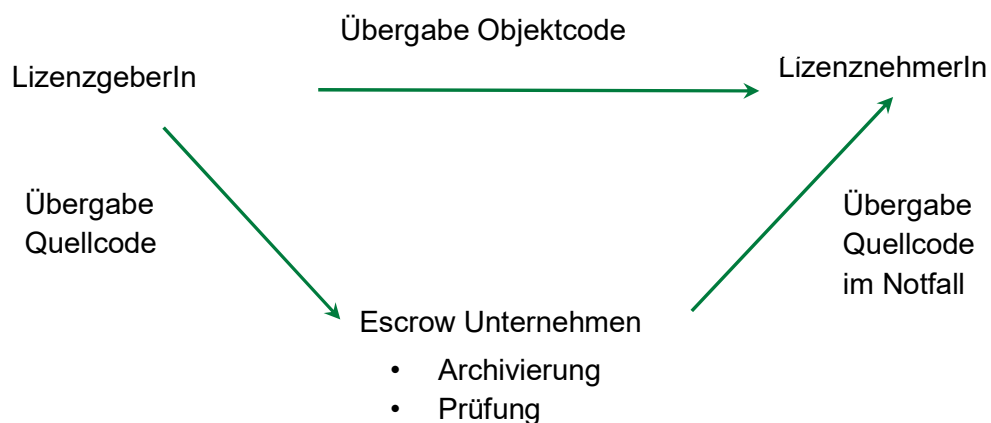 Übergabe Objektcode
LizenzgeberIn
LizenznehmerIn
Übergabe
Quellcode
Übergabe
Quellcode
im Notfall
Escrow Unternehmen
• Archivierung
• Prüfung